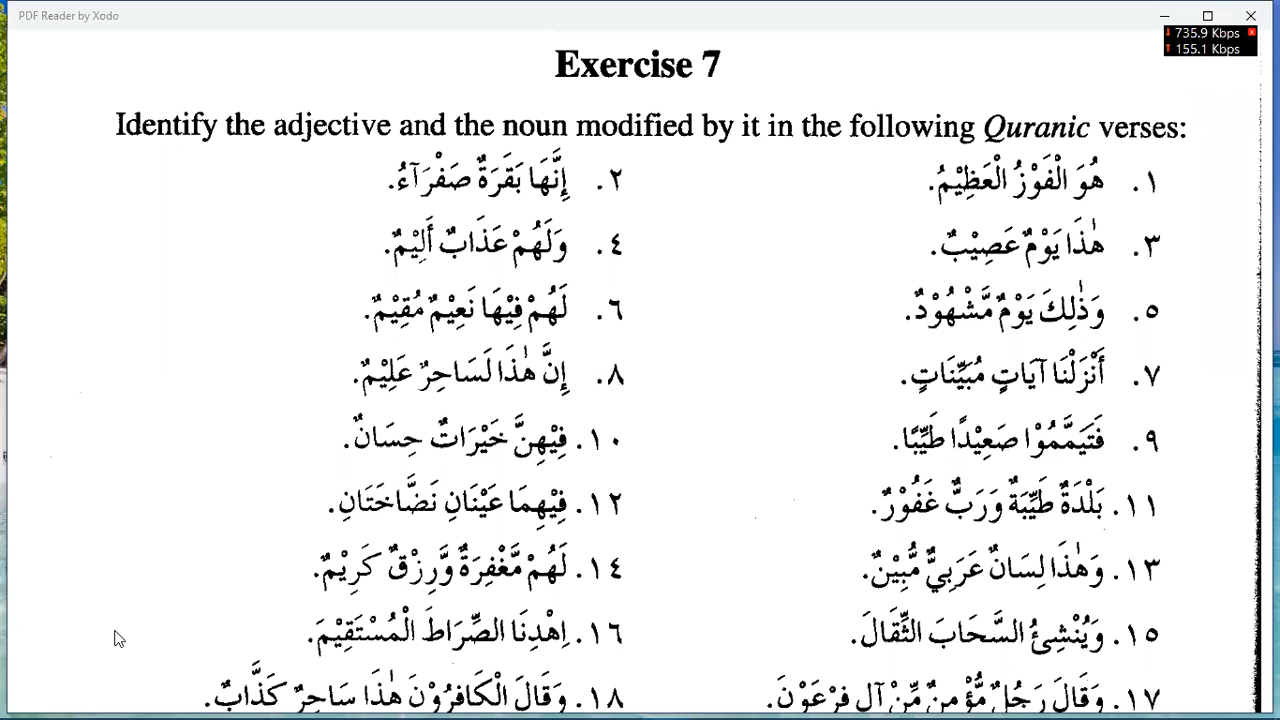 PDF Reader by Xodo
735.9 Kbps
155.1 Kbps
Exercise 7
Identify the adjective and the noun modified by it in the following Quranic verses:
١. هُوَ الْفَوْزُ الْعَظِيْمُ. ٢. إِنَّهَا بَقَرَةٌ صَفْرَآءُ.
٣. هٰذَا يَوْمٌ عَصِيْبٌ. ٤. وَلَهُمْ عَذَابٌ أَلِيْمٌ.
٥. وَذٰلِكَ يَوْمٌ مَّشْهُوْدٌ. ٦. لَهُمْ فِيْهَا نَعِيْمٌ مُقِيْمٌ.
٧. أَنْزَلْنَا آيَاتٍ مُبَيِّنَاتٍ. ٨. إِنَّ هٰذَا لَسَاحِرٌ عَلِيْمٌ.
٩. فَتَيَمَّمُوْا صَعِيْدًا طَيِّبًا. ١٠. فِيْهِنَّ خَيْرَاتٌ حِسَانٌ.
١١. بَلْدَةٌ طَيِّبَةٌ وَرَبٌّ غَفُوْرٌ. ١٢. فِيْهِمَا عَيْنَانِ نَضَّاخَتَانِ.
١٣. وَهٰذَا لِسَانٌ عَرَبِيٌّ مُّبِيْنٌ. ١٤. لَهُمْ مَّغْفِرَةٌ وَّرِزْقٌ كَرِيْمٌ.
١٥. وَيُنْشِئُ السَّحَابَ الثِّقَالَ. ١٦. اِهْدِنَا الصِّرَاطَ الْمُسْتَقِيْمَ.
١٧. وَقَالَ رَجُلٌ مُّؤْمِنٌ مِّنْ آلِ فِرْعَوْنَ. ١٨. وَقَالَ الْكَافِرُوْنَ هٰذَا سَاحِرٌ كَذَّابٌ.